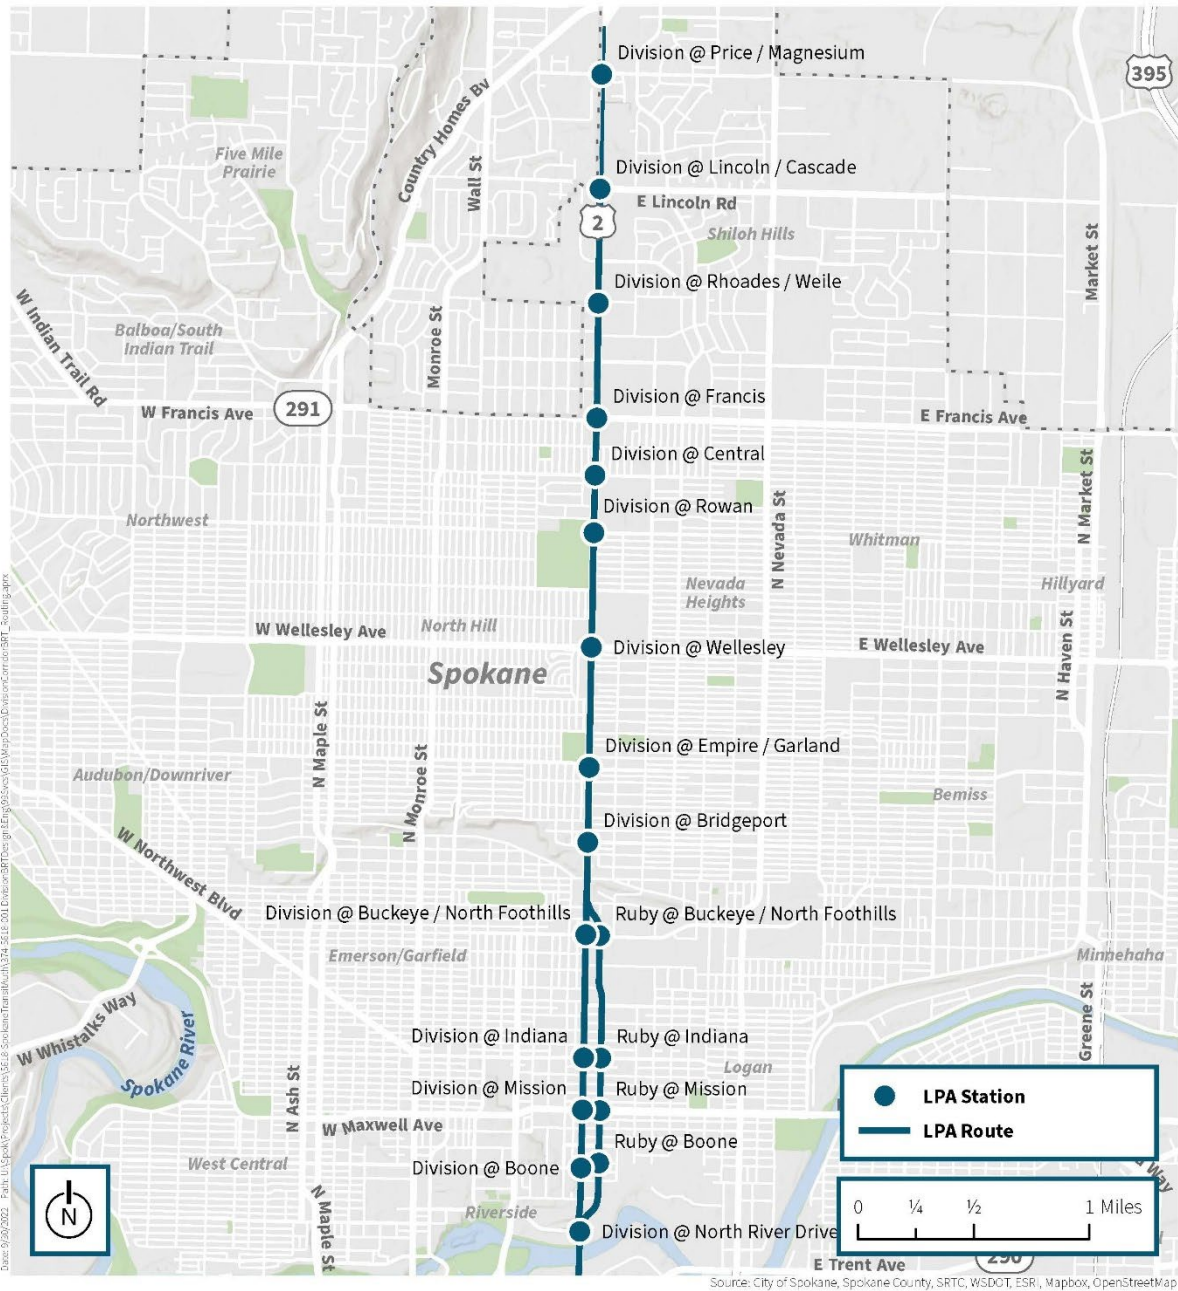 Division @ Price / Magnesium
395
Country Homes Bv
Five Mile
Prairie
Wall St
Division @ Lincoln / Cascade
E Lincoln Rd
2
Shiloh Hills
Market St
Division @ Rhoades / Weile
W Indian Trail Rd
Balboa/South
Indian Trail
Monroe St
Division @ Francis
291
W Francis Ave
E Francis Ave
Division @ Central
N Market St
Division @ Rowan
Northwest
N Nevada St
Whitman
Nevada
Heights
Hillyard
W Wellesley Ave
North Hill
Division @ Wellesley
E Wellesley Ave
N Haven St
Spokane
N Maple St
Division @ Empire / Garland
N Monroe St
Audubon/Downriver
Bemiss
Division @ Bridgeport
W Northwest Blvd
Division @ Buckeye / North Foothills
Ruby @ Buckeye / North Foothills
Emerson/Garfield
Minnehaha
W Whistalks Way
Spokane River
Division @ Indiana
Ruby @ Indiana
Greene St
Logan
Division @ Mission
Ruby @ Mission
N Ash St
W Maxwell Ave
Ruby @ Boone
West Central
Division @ Boone
N Maple St
Riverside
Division @ North River Drive
E Trent Ave
290
Way
LPA Station
LPA Route
0 ¼ ½ 1 Miles
N
Source: City of Spokane, Spokane County, SRTC, WSDOT, ESRI, Mapbox, OpenStreetMap